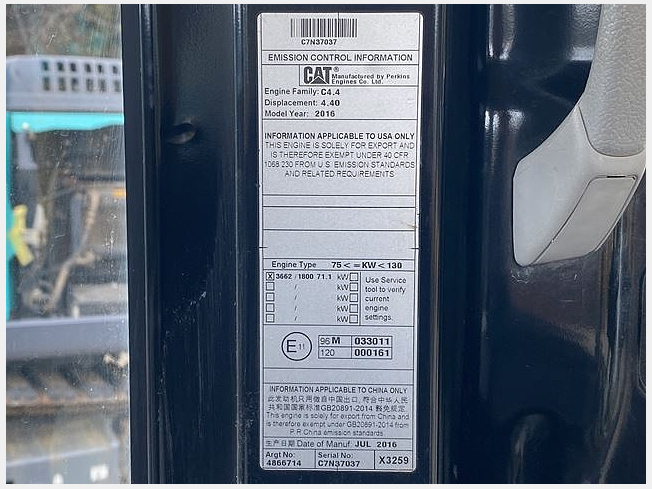 C7N37037
EMISSION CONTROL INFORMATION
CAT® Manufactured by Perkins
Engines Co. Ltd.
Engine Family: C4.4
Displacement: 4.40
Model Year: 2016
INFORMATION APPLICABLE TO USA ONLY
THIS ENGINE IS SOLELY FOR EXPORT AND
IS THEREFORE EXEMPT UNDER 40 CFR
1068.230 FROM U.S. EMISSION STANDARDS
AND RELATED REQUIREMENTS
Engine Type 75 < = KW < 130
X 3662 / 1800 71.1 kW
/ kW
/ kW
/ kW
/ kW
Use Service
tool to verify
current
engine
settings.
E 11
96 M 033011
120 000161
INFORMATION APPLICABLE TO CHINA ONLY
此发动机只用做自中国出口,符合中华人民
共和国国家标准GB20891-2014 豁免规定.
This engine is solely for export from China and
is therefore exempt under GB20891-2014 from
P.R.China emission standards
生产日期 Date of Manuf: JUL 2016
Argt No: 4866714
Serial No: C7N37037
X3259